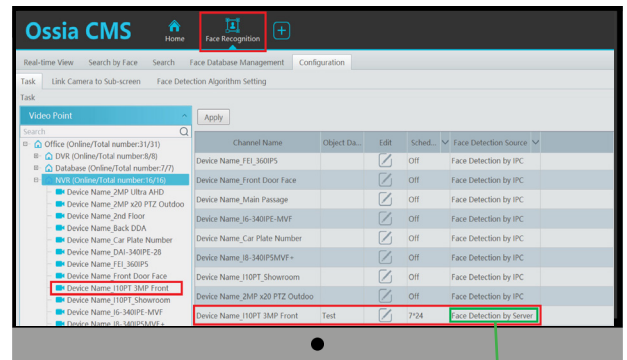 Ossia CMS
Home
Face Recognition
Real-time View Search by Face Search Face Database Management Configuration
Task Link Camera to Sub-screen Face Detection Algorithm Setting
Task
Video Point
Apply
Search
Office (Online/Total number:31/31)
DVR (Online/Total number:8/8)
Database (Online/Total number:7/7)
NVR (Online/Total number:16/16)
Device Name_2MP Ultra AHD
Device Name_2MP x20 PTZ Outdoo
Device Name_2nd Floor
Device Name_Back DDA
Device Name_Car Plate Number
Device Name_DAI-340IPE-28
Device Name_FEI_360IPS
Device Name_Front Door Face
Device Name_I10PT 3MP Front
Device Name_I10PT_Showroom
Device Name_I6-340IPE-MVF
Device Name_I8-340IPSMVF+
Channel Name Object Da... Edit Sched... Face Detection Source
Device Name_FEI_360IPS Off Face Detection by IPC
Device Name_Front Door Face Off Face Detection by IPC
Device Name_Main Passage Off Face Detection by IPC
Device Name_I6-340IPE-MVF Off Face Detection by IPC
Device Name_Car Plate Number Off Face Detection by IPC
Device Name_I8-340IPSMVF+ Off Face Detection by IPC
Device Name_I10PT_Showroom Off Face Detection by IPC
Device Name_2MP x20 PTZ Outdoo Off Face Detection by IPC
Device Name_I10PT 3MP Front Test 7*24 Face Detection by Server